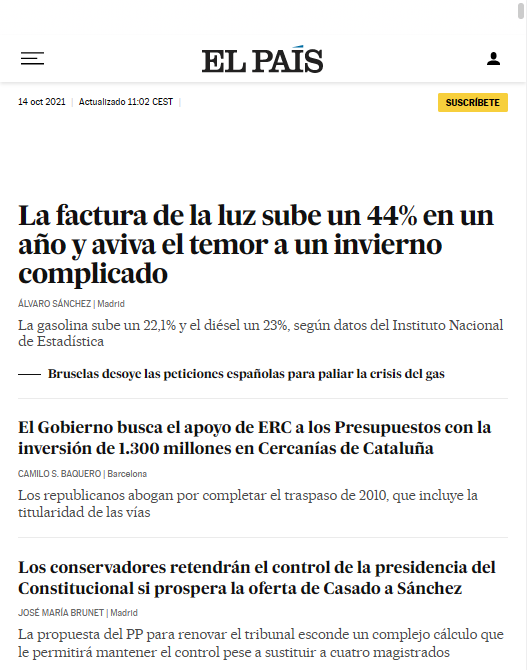 EL PAÍS
14 oct 2021 | Actualizado 11:02 CEST |
SUSCRÍBETE
La factura de la luz sube un 44% en un
año y aviva el temor a un invierno
complicado
ÁLVARO SÁNCHEZ | Madrid
La gasolina sube un 22,1% y el diésel un 23%, según datos del Instituto Nacional
de Estadística
Bruselas desoye las peticiones españolas para paliar la crisis del gas
El Gobierno busca el apoyo de ERC a los Presupuestos con la
inversión de 1.300 millones en Cercanías de Cataluña
CAMILO S. BAQUERO | Barcelona
Los republicanos abogan por completar el traspaso de 2010, que incluye la
titularidad de las vías
Los conservadores retendrán el control de la presidencia del
Constitucional si prospera la oferta de Casado a Sánchez
JOSÉ MARÍA BRUNET | Madrid
La propuesta del PP para renovar el tribunal esconde un complejo cálculo que
le permitirá mantener el control pese a sustituir a cuatro magistrados